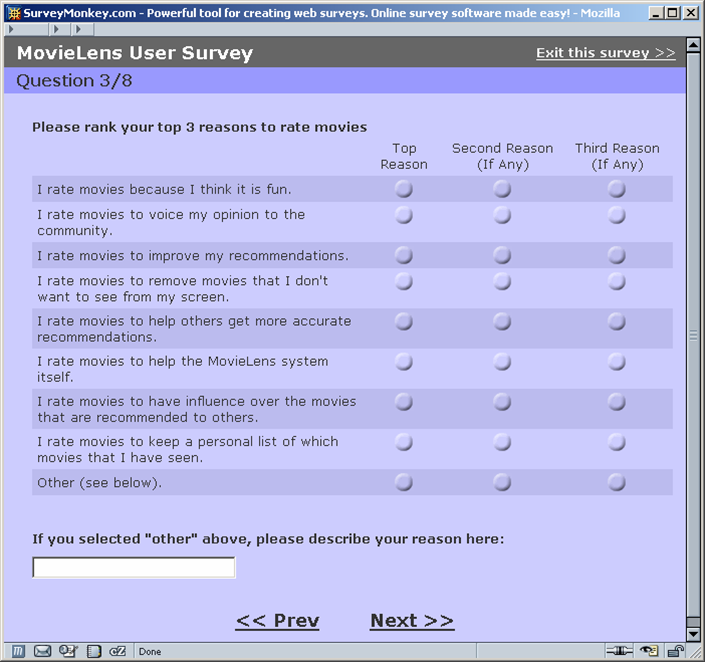 SurveyMonkey.com - Powerful tool for creating web surveys. Online survey software made easy! - Mozilla
MovieLens User Survey
Exit this survey >>
Question 3/8
Please rank your top 3 reasons to rate movies
Top
Reason
Second Reason
(If Any)
Third Reason
(If Any)
I rate movies because I think it is fun.
I rate movies to voice my opinion to the
community.
I rate movies to improve my recommendations.
I rate movies to remove movies that I don't
want to see from my screen.
I rate movies to help others get more accurate
recommendations.
I rate movies to help the MovieLens system
itself.
I rate movies to have influence over the movies
that are recommended to others.
I rate movies to keep a personal list of which
movies that I have seen.
Other (see below).
If you selected "other" above, please describe your reason here:
<< Prev
Next >>
Done